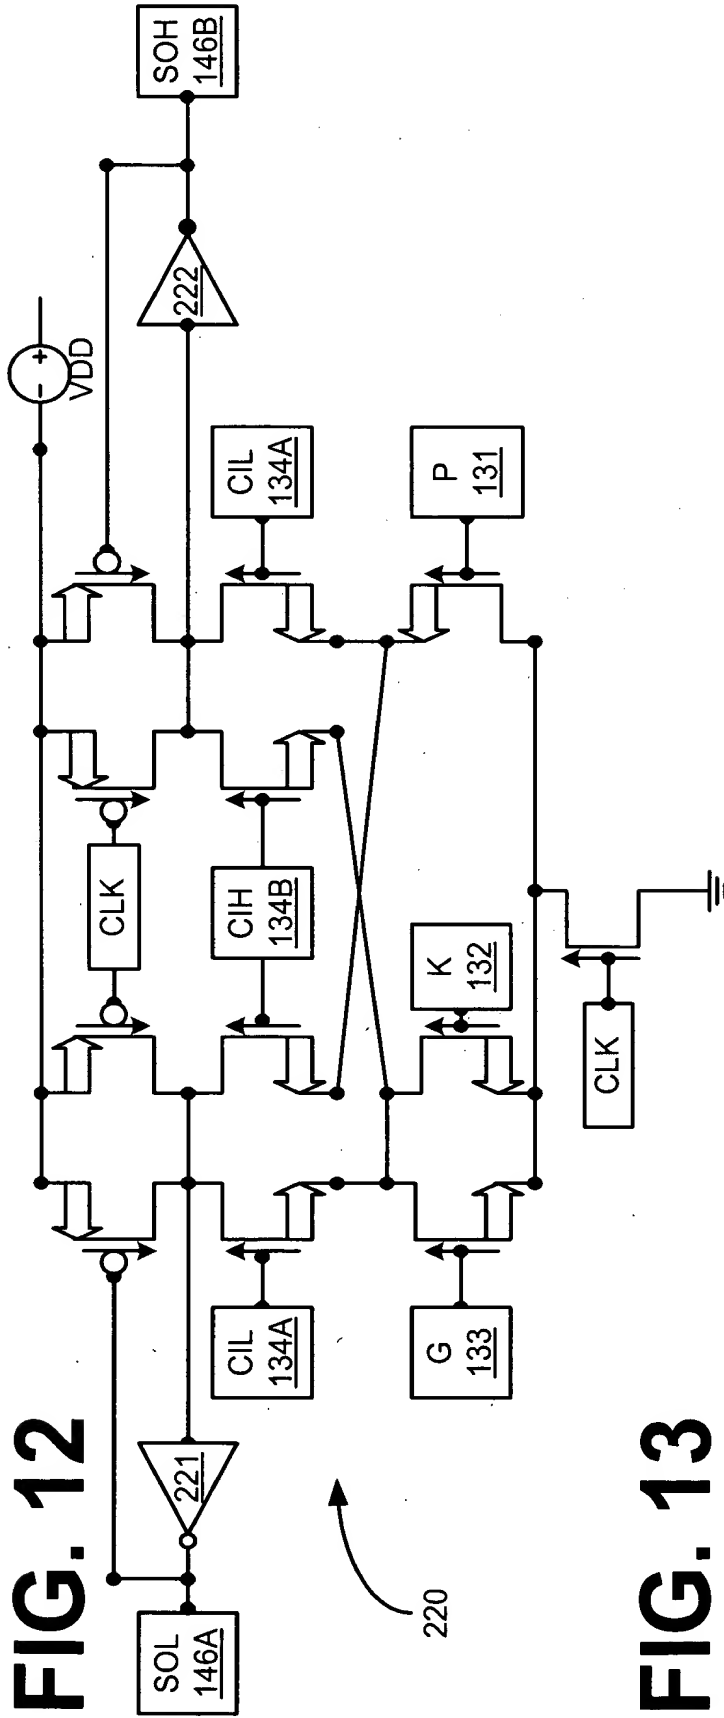 FIG. 12
SOL
146A
221
220
CIL
134A
G
133
K
132
CLK
CLK
CIH
134B
VDD
+
-
CIL
134A
P
131
222
SOH
146B
FIG. 13